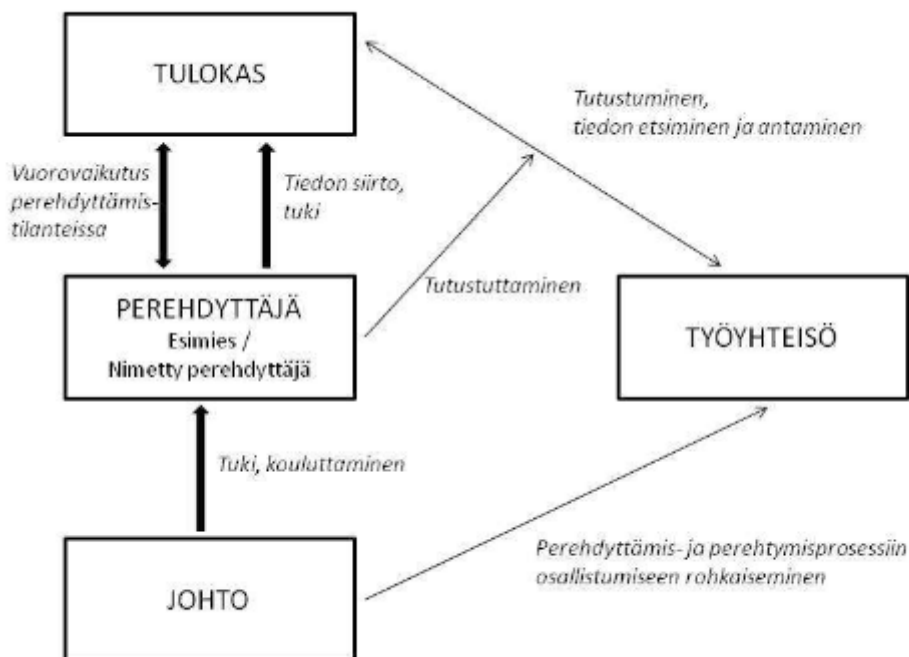 TULOKAS
Tutustuminen,
tiedon etsiminen ja antaminen
Vuorovaikutus
perehdyttämis-
tilanteissa
Tiedon siirto,
tuki
Tutustuttaminen
PEREHDYTTÄJÄ
Esimies /
Nimetty perehdyttäjä
TYÖYHTEISÖ
Tuki, kouluttaminen
Perehdyttämis- ja perehtymisprosessiin
osallistumiseen rohkaiseminen
JOHTO